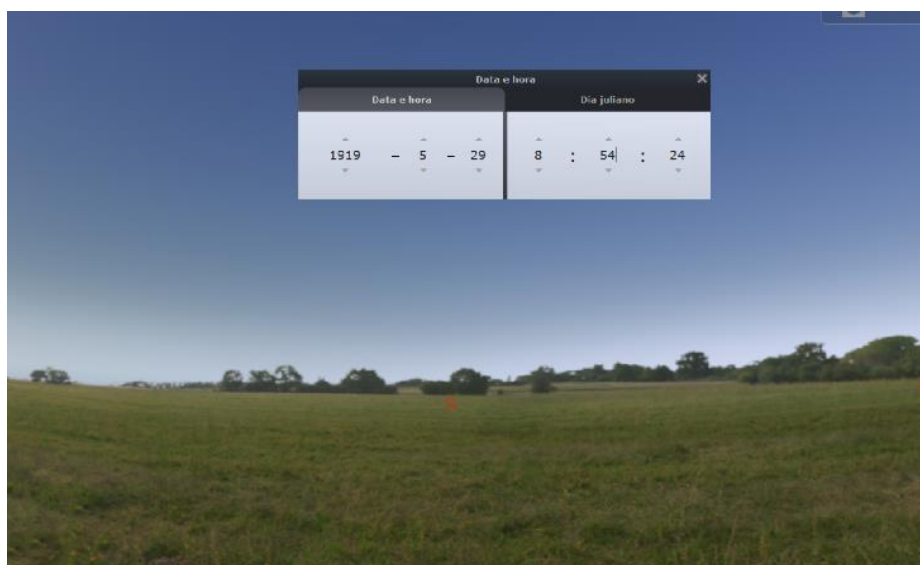 Data e hora
Data e hora Dia juliano
1919 – 5 – 29 8 : 54 : 24